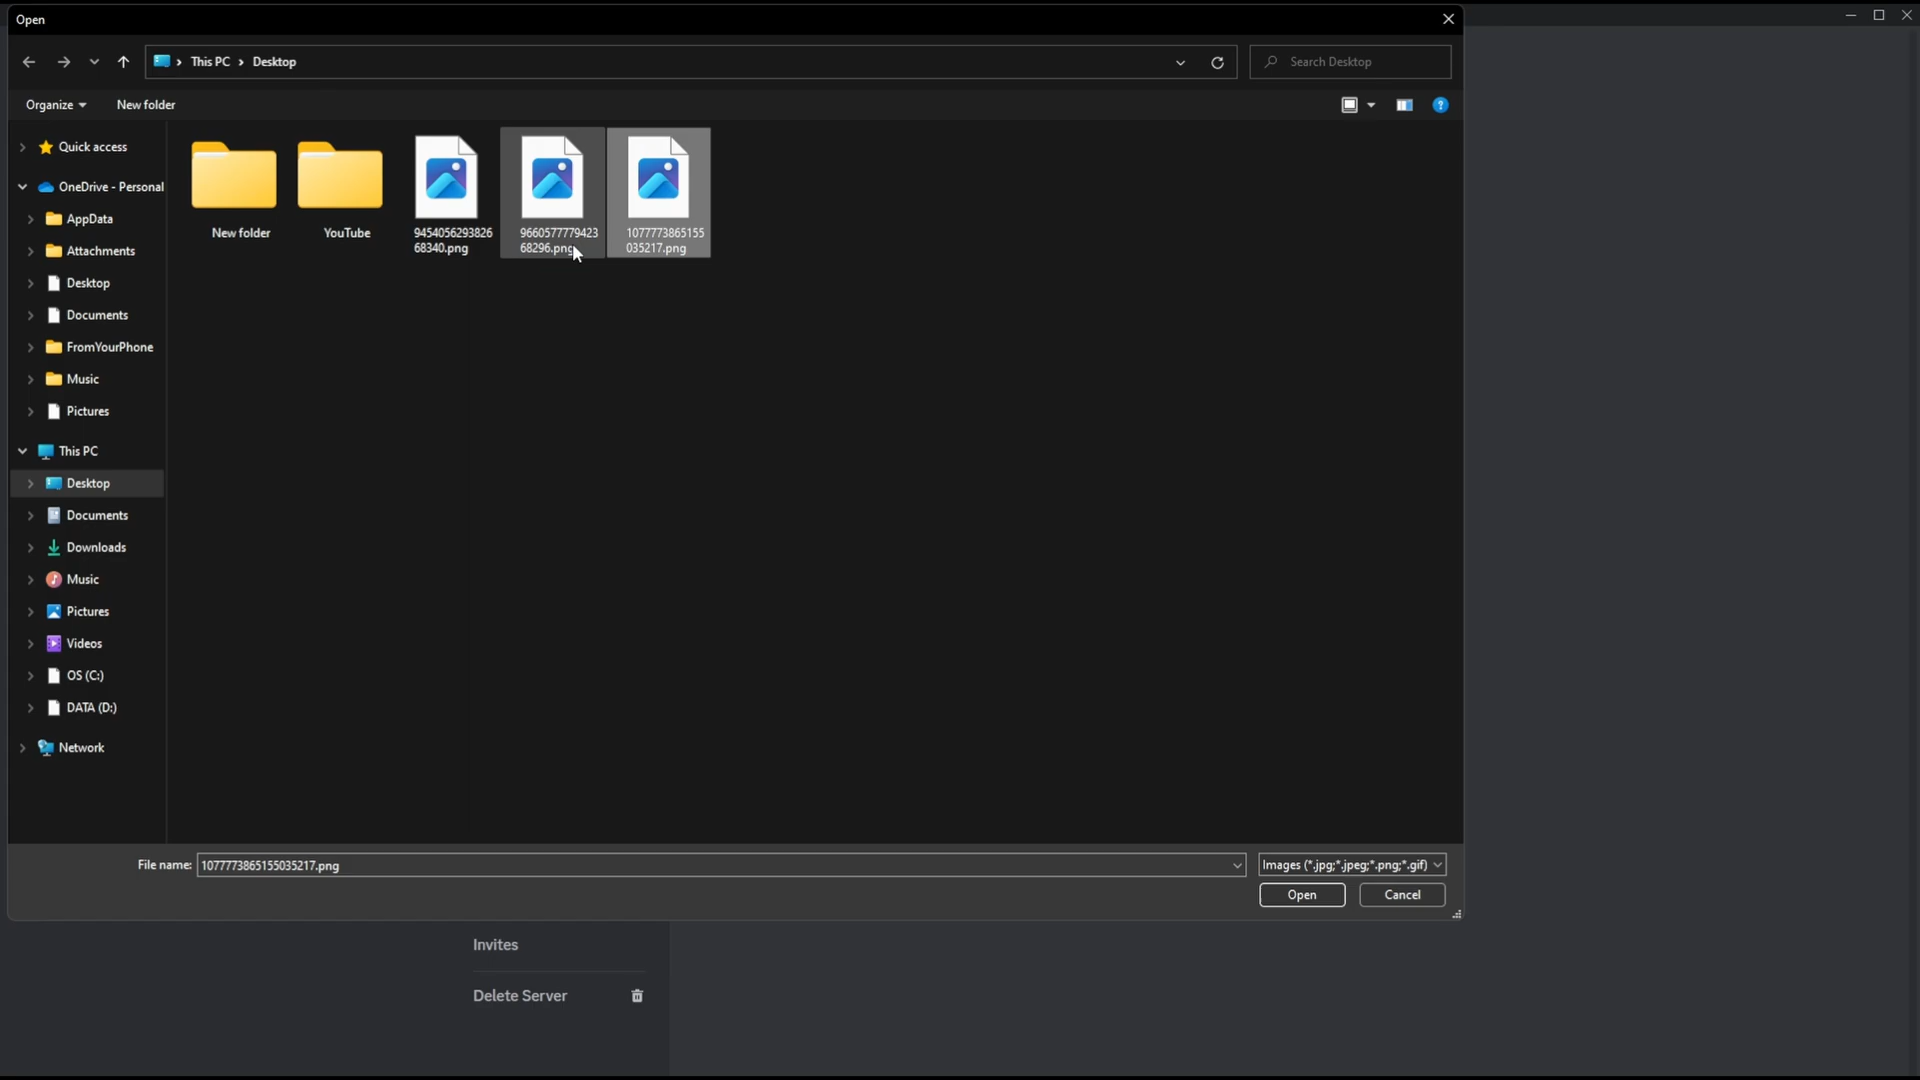 Open
This PC > Desktop
Search Desktop
Organize
New folder
Quick access
OneDrive - Personal
AppData
Attachments
Desktop
Documents
FromYourPhone
Music
Pictures
This PC
Desktop
Documents
Downloads
Music
Pictures
Videos
OS (C:)
DATA (D:)
Network
New folder
YouTube
9454056293826
68340.png
9660577779423
68296.png
1077773865155
035217.png
File name: 1077773865155035217.png
Images (*.jpg;*.jpeg;*.png;*.gif)
Open
Cancel
Invites
Delete Server